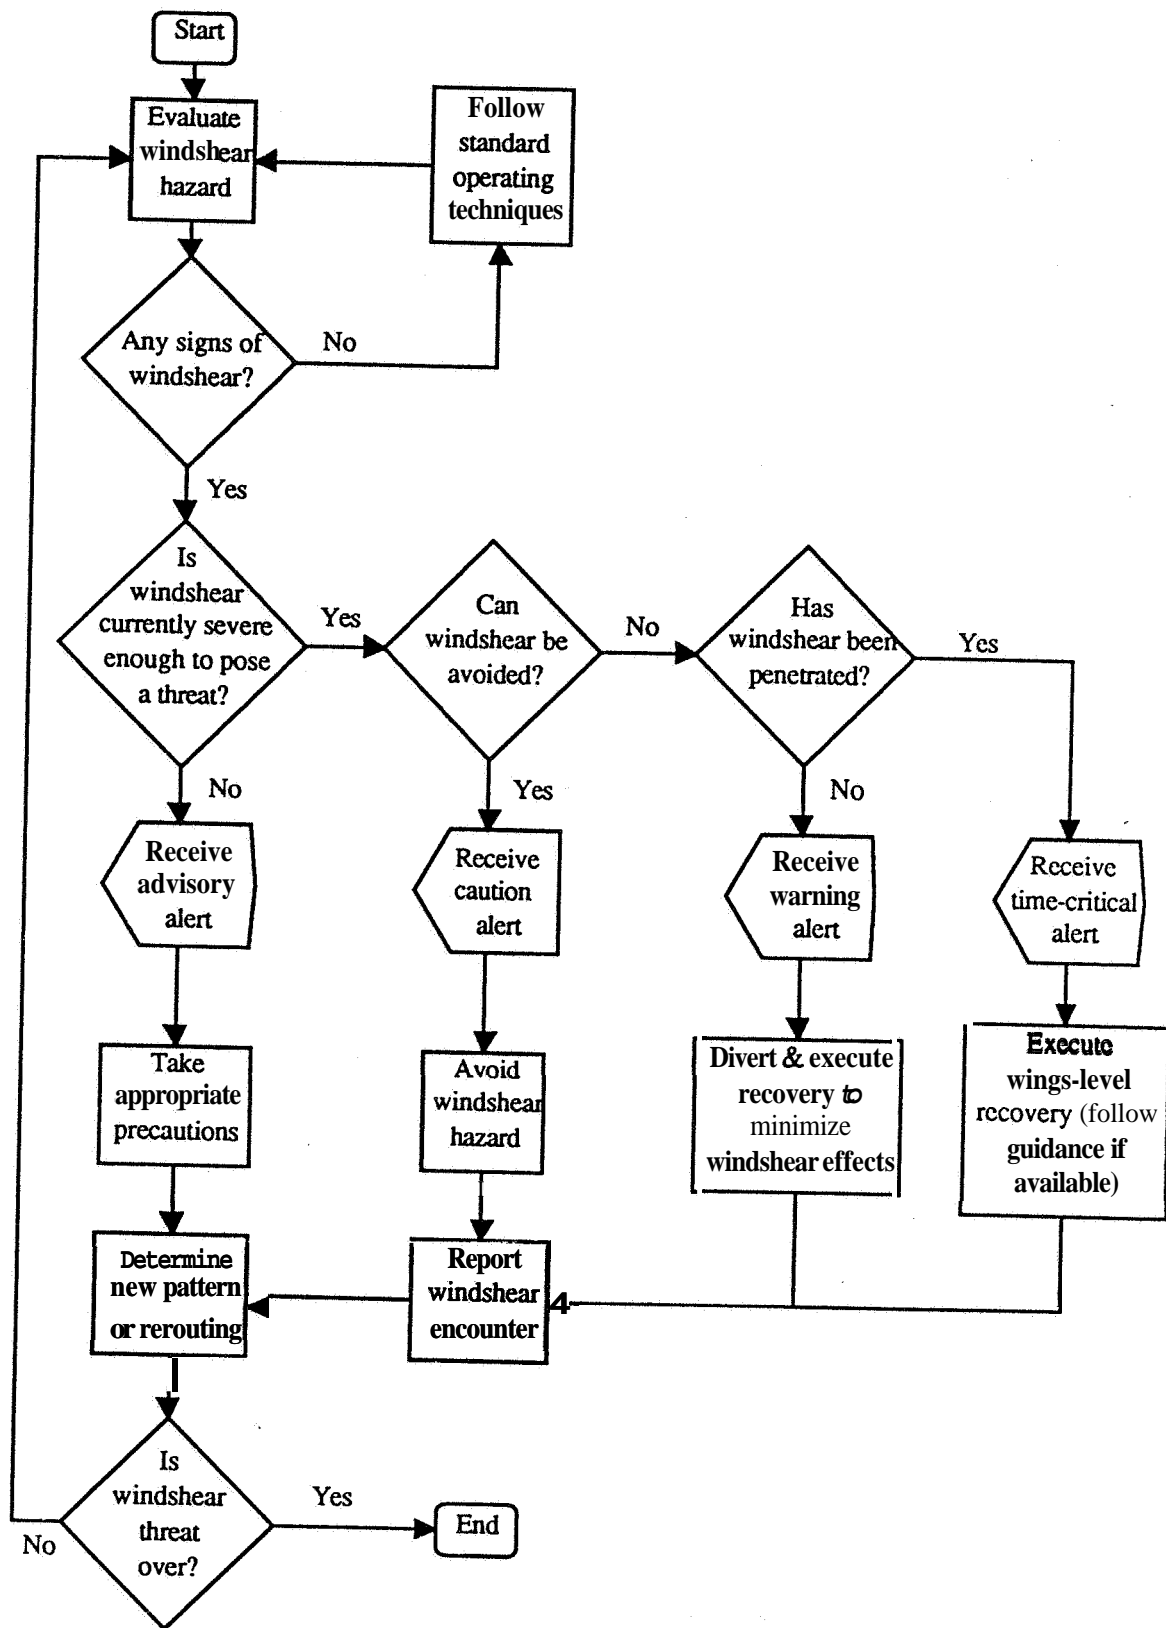 Start
Evaluate
windshear
hazard
Follow
standard
operating
techniques
Any signs of
windshear?
No
Yes
Is
windshear
currently severe
enough to pose
a threat?
Yes
Can
windshear be
avoided?
No
Has
windshear been
penetrated?
Yes
No
Yes
No
Receive
advisory
alert
Receive
caution
alert
Receive
warning
alert
Receive
time-critical
alert
Take
appropriate
precautions
Avoid
windshear
hazard
Divert & execute
recovery to
minimize
windshear effects
Execute
wings-level
recovery (follow
guidance if
available)
Determine
new pattern
or rerouting
Report
windshear
encounter
4
Is
windshear
threat
over?
No
Yes
End